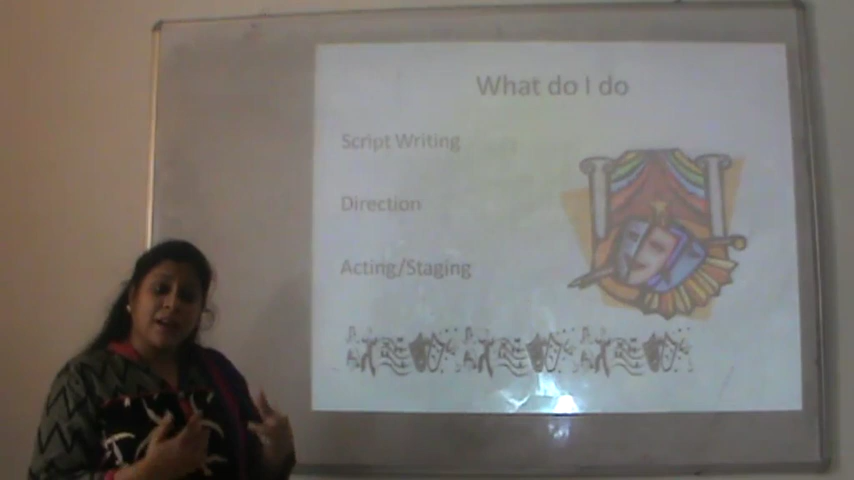 What do I do
Script Writing
Direction
Acting/Staging